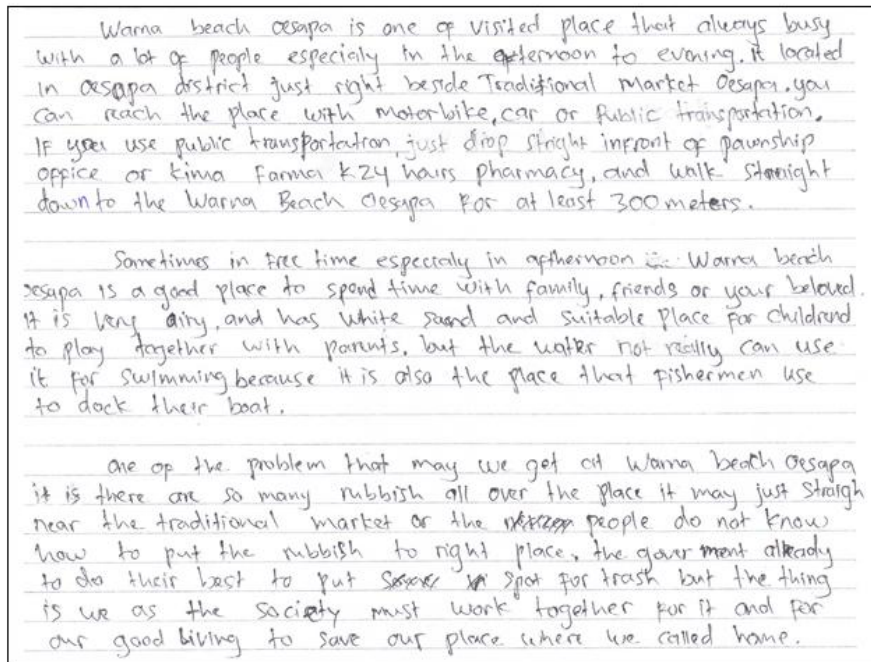 Warna beach Oesapa is one of visited place that always busy
with a lot of people especialy in the afternoon to evening. it located
in Oesapa district just right beside Traditional Market Oesapa. you
can reach the place with motorbike, car or Public transportation.
IF you use public transportation, just drop stright infront of pawnship
office or kima Farma K24 hours pharmacy, and walk straight
down to the Warna Beach Oesapa For at least 300 meters.
Sometimes in free time especialy in afthernoon Warna beach
oesapa is a good place to spend time with family, friends or your beloved.
it is very airy, and has white sand and suitable place for childrend
to play together with parents. but the water not really can use
it for swimming because it is also the place that fishermen use
to dock their boat.
one of the problem that may we get at Warna beach Oesapa
it is there are so many rubbish all over the place it may just straigh
near the traditional market or the people do not know
how to put the rubbish to right place, the goverment already
to do their best to put spot for trash but the thing
is we as the society must work together for it and for
our good living to save our place where we called home.